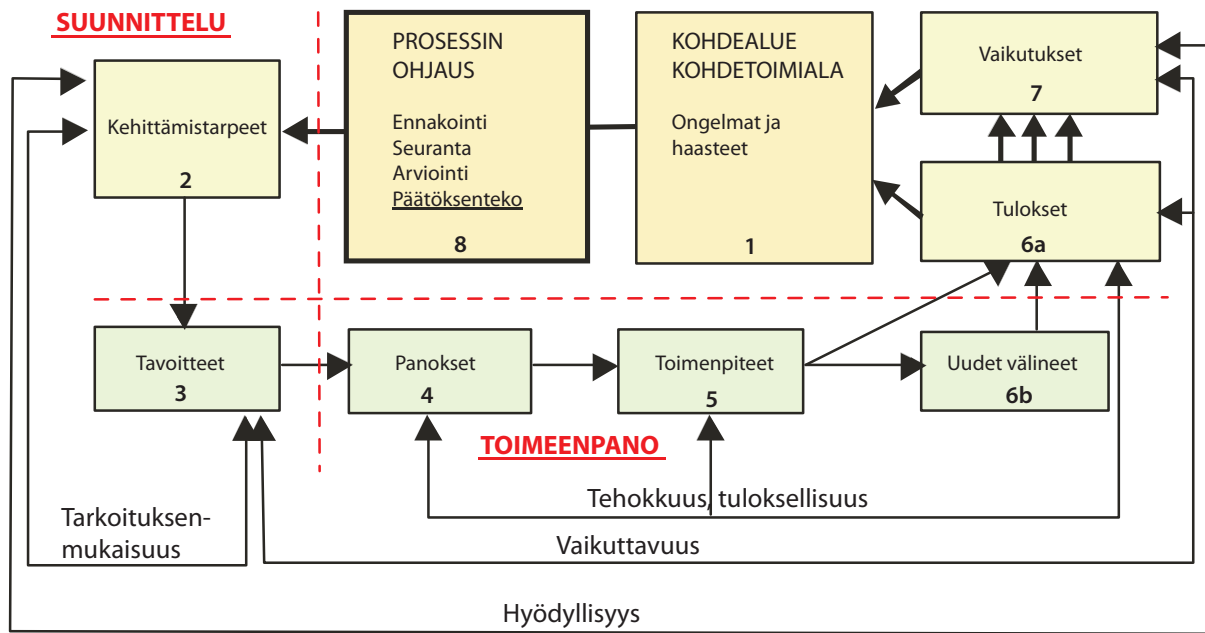 SUUNNITTELU
Kehittämistarpeet
2
PROSESSIN
OHJAUS
Ennakointi
Seuranta
Arviointi
Päätöksenteko
8
KOHDEALUE
KOHDETOIMIALA
Ongelmat ja
haasteet
1
Vaikutukset
7
Tulokset
6a
Tavoitteet
3
Panokset
4
Toimenpiteet
5
Uudet välineet
6b
TOIMEENPANO
Tehokkuus, tuloksellisuus
Tarkoituksen-
mukaisuus
Vaikuttavuus
Hyödyllisyys